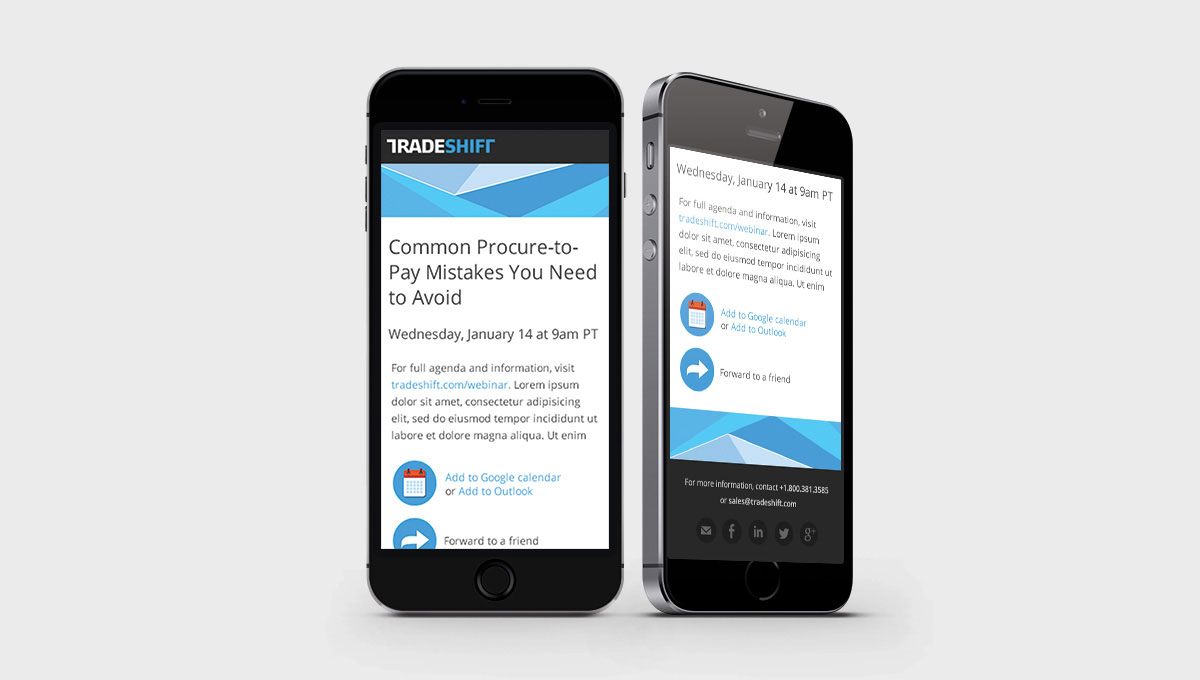 TRADESHIFT
Common Procure-to-
Pay Mistakes You Need
to Avoid
Wednesday, January 14 at 9am PT
For full agenda and information, visit
tradeshift.com/webinar. Lorem ipsum
dolor sit amet, consectetur adipisicing
elit, sed do eiusmod tempor incididunt ut
labore et dolore magna aliqua. Ut enim
Add to Google calendar
or Add to Outlook
Forward to a friend
Wednesday, January 14 at 9am PT
For full agenda and information, visit
tradeshift.com/webinar. Lorem ipsum
dolor sit amet, consectetur adipisicing
elit, sed do eiusmod tempor incididunt ut
labore et dolore magna aliqua. Ut enim
Add to Google calendar
or Add to Outlook
Forward to a friend
For more information, contact +1.800.381.3585
or sales@tradeshift.com
f in g+